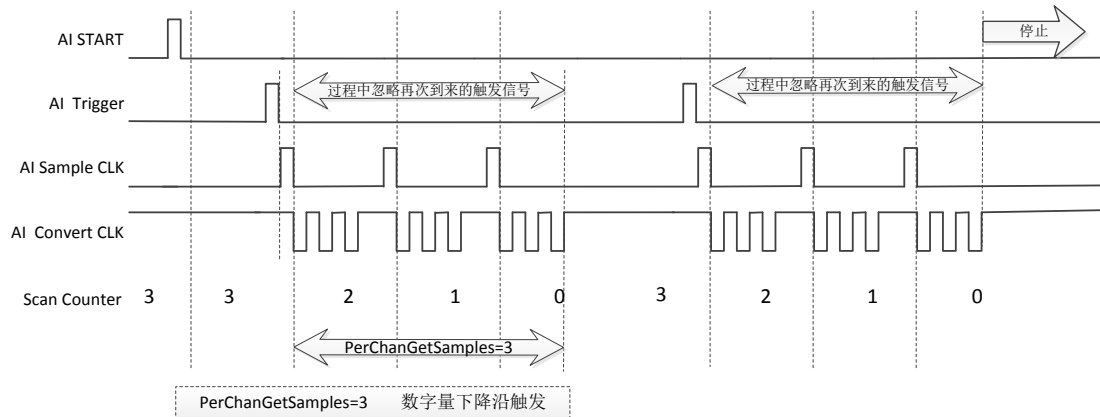 AI START
停止
AI Trigger
过程中忽略再次到来的触发信号
过程中忽略再次到来的触发信号
AI Sample CLK
AI Convert CLK
Scan Counter 3 3 2 1 0 3 2 1 0
PerChanGetSamples=3
PerChanGetSamples=3 数字量下降沿触发